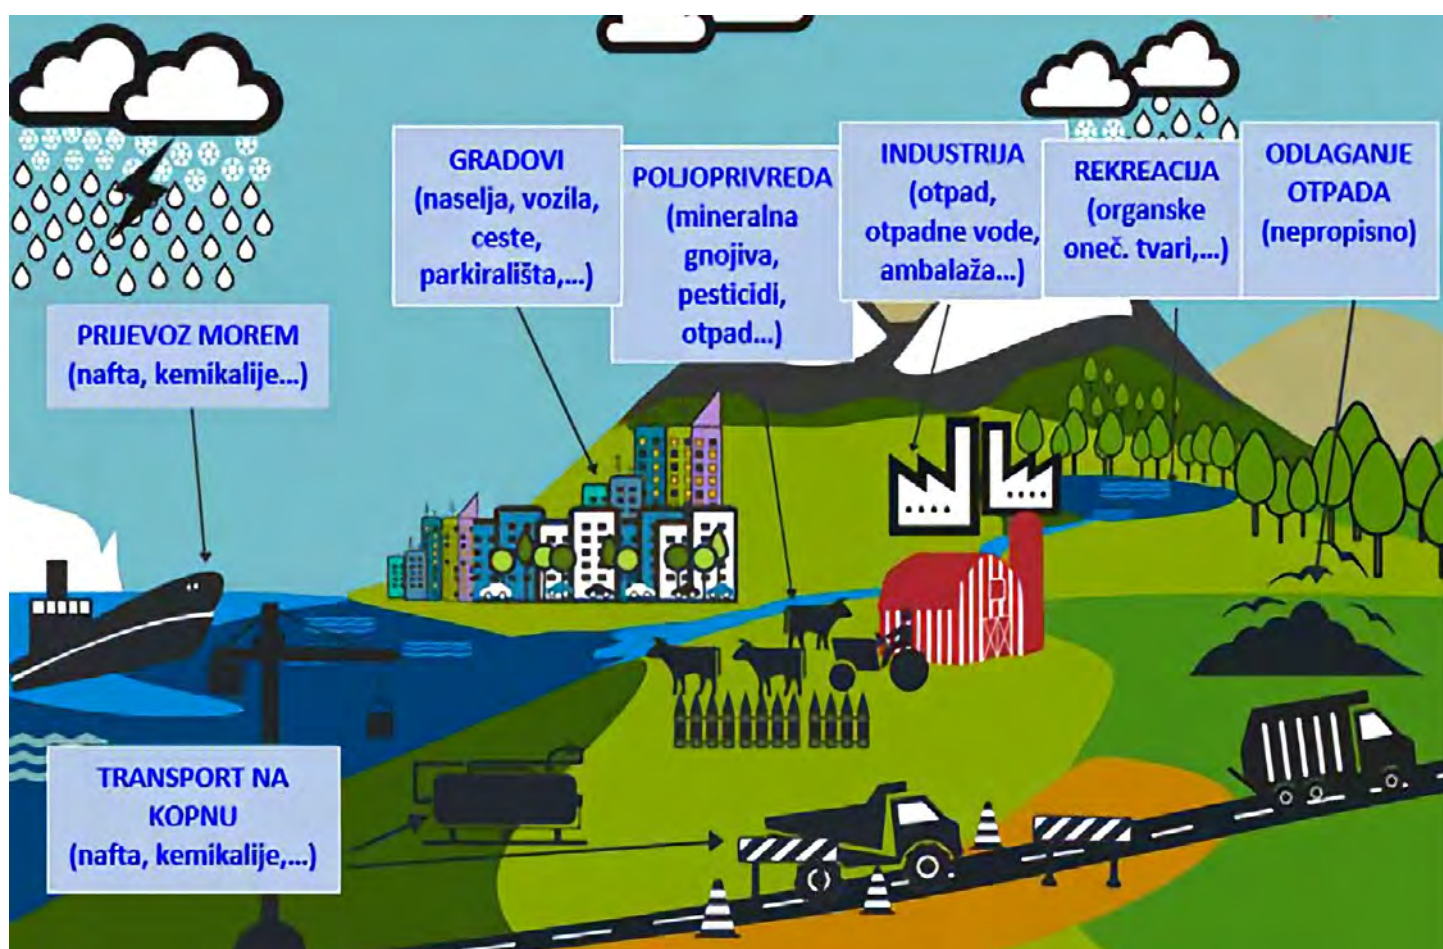 GRADOVI
(naselja, vozila,
ceste,
parkirališta,...)
POLJOPRIVREDA
(mineralna
gnojiva,
pesticidi,
otpad...)
INDUSTRIJA
(otpad,
otpadne vode,
ambalaža...)
REKREACIJA
(organske
oneč. tvari,...)
ODLAGANJE
OTPADA
(nepropisno)
PRIJEVOZ MOREM
(nafta, kemikalije...)
TRANSPORT NA
KOPNU
(nafta, kemikalije,...)